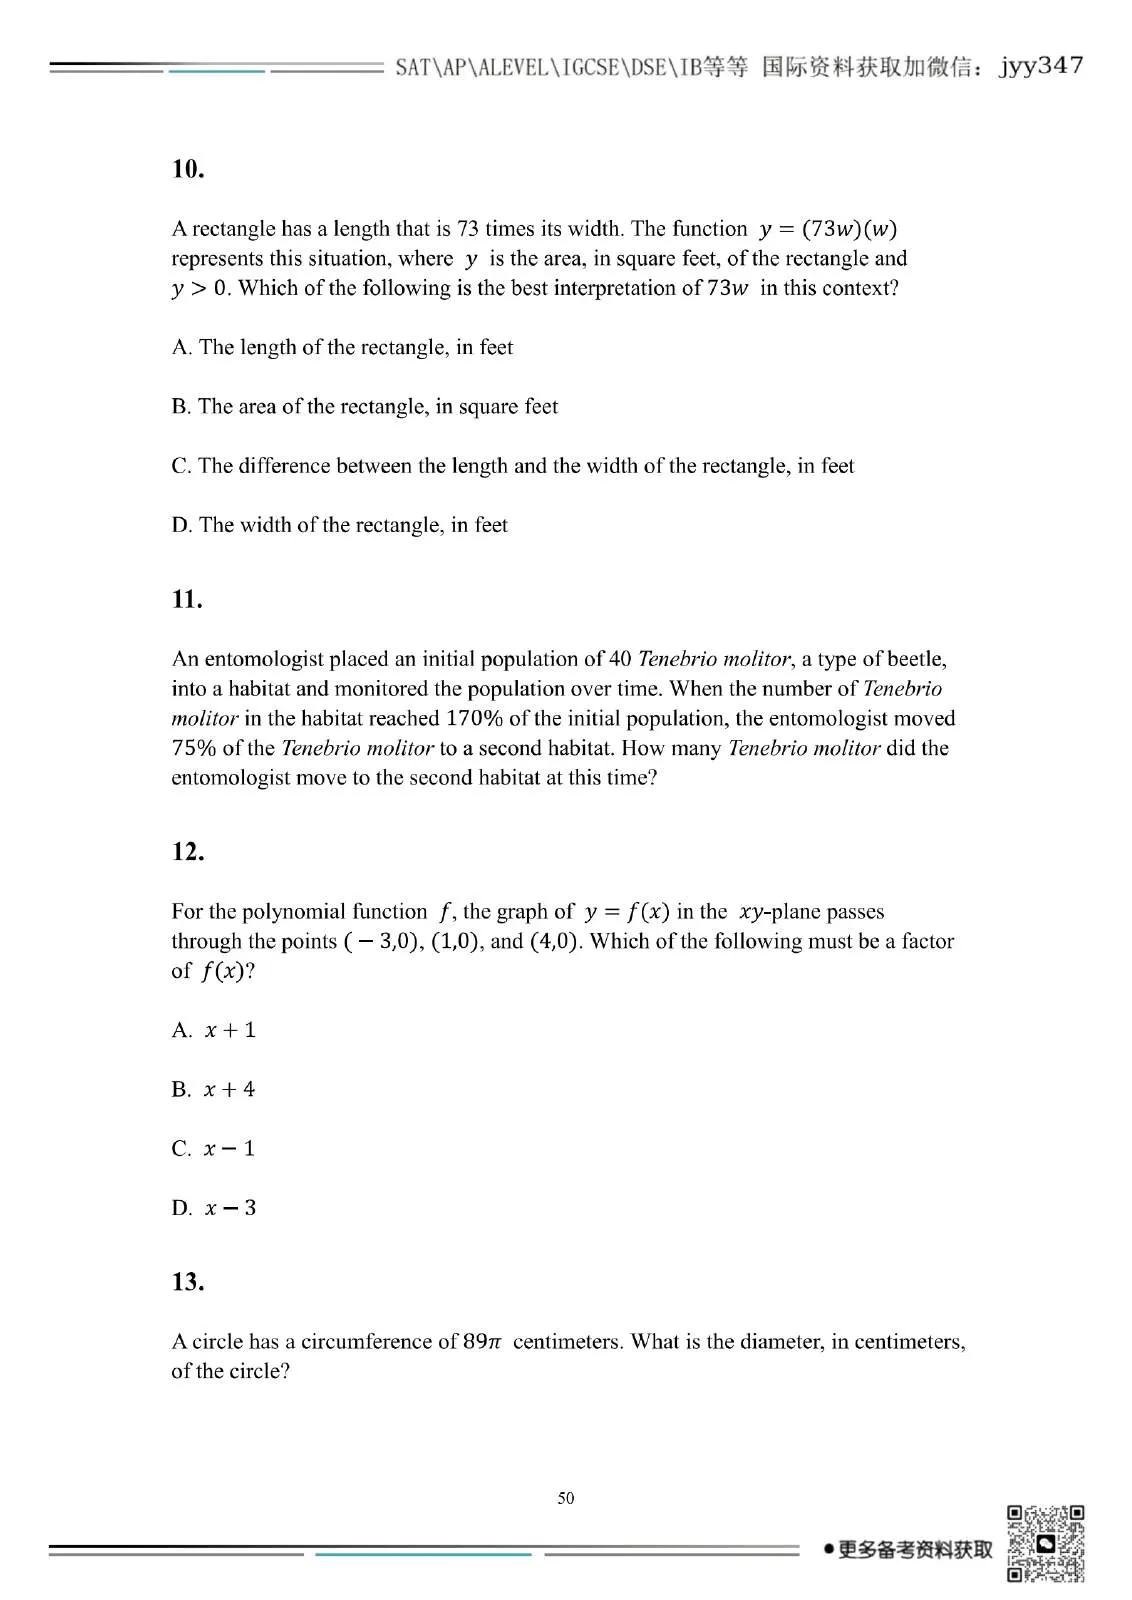 SAT\AP\ALEVEL\IGCSE\DSE\IB等等 国际资料获取加微信：jyy347
10.
A rectangle has a length that is 73 times its width. The function y = (73w)(w)
represents this situation, where y is the area, in square feet, of the rectangle and
y > 0. Which of the following is the best interpretation of 73w in this context?
A. The length of the rectangle, in feet
B. The area of the rectangle, in square feet
C. The difference between the length and the width of the rectangle, in feet
D. The width of the rectangle, in feet
11.
An entomologist placed an initial population of 40 Tenebrio molitor, a type of beetle,
into a habitat and monitored the population over time. When the number of Tenebrio
molitor in the habitat reached 170% of the initial population, the entomologist moved
75% of the Tenebrio molitor to a second habitat. How many Tenebrio molitor did the
entomologist move to the second habitat at this time?
12.
For the polynomial function f, the graph of y = f(x) in the xy-plane passes
through the points ( − 3,0), (1,0), and (4,0). Which of the following must be a factor
of f(x)?
A. x + 1
B. x + 4
C. x − 1
D. x − 3
13.
A circle has a circumference of 89π centimeters. What is the diameter, in centimeters,
of the circle?
50
●更多备考资料获取